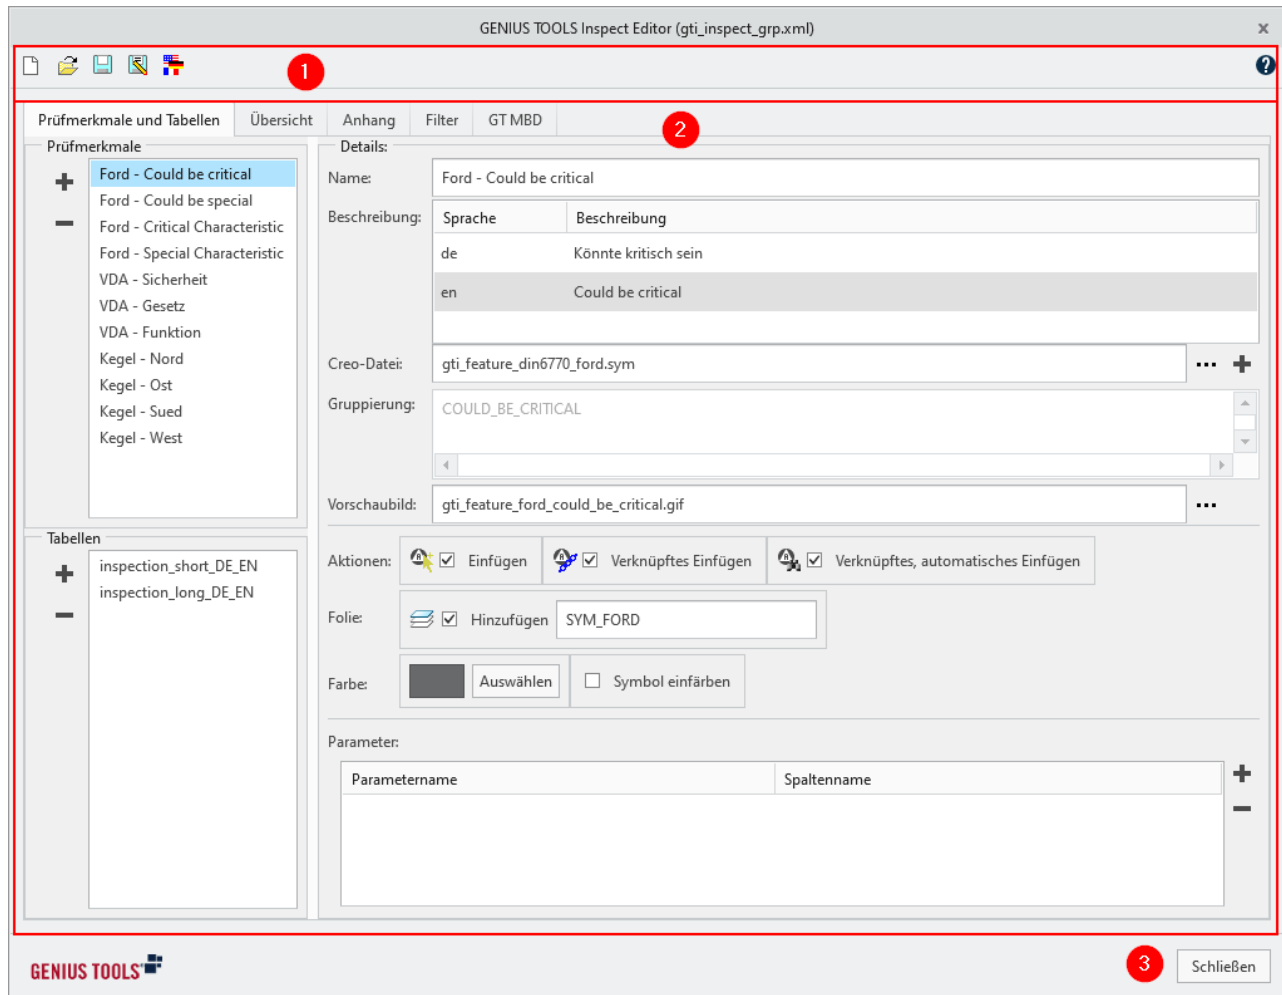 GENIUS TOOLS Inspect Editor (gti_inspect_grp.xml)
1
Prüfmerkmale und Tabellen Übersicht Anhang Filter GT MBD
2
Prüfmerkmale
Ford - Could be critical
Ford - Could be special
Ford - Critical Characteristic
Ford - Special Characteristic
VDA - Sicherheit
VDA - Gesetz
VDA - Funktion
Kegel - Nord
Kegel - Ost
Kegel - Sued
Kegel - West
Tabellen
inspection_short_DE_EN
inspection_long_DE_EN
Details:
Name: Ford - Could be critical
Beschreibung: Sprache Beschreibung
de Könnte kritisch sein
en Could be critical
Creo-Datei: gti_feature_din6770_ford.sym
Gruppierung: COULD_BE_CRITICAL
Vorschaubild: gti_feature_ford_could_be_critical.gif
Aktionen: Einfügen Verknüpftes Einfügen Verknüpftes, automatisches Einfügen
Folie: Hinzufügen SYM_FORD
Farbe: Auswählen Symbol einfärben
Parameter:
Parametername Spaltenname
GENIUS TOOLS
3
Schließen